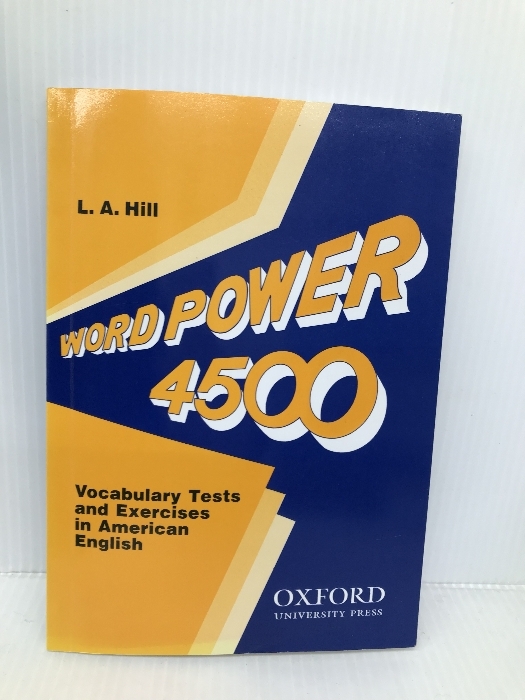 L. A. Hill
WORD POWER
4500
Vocabulary Tests
and Exercises
in American
English
OXFORD
UNIVERSITY PRESS